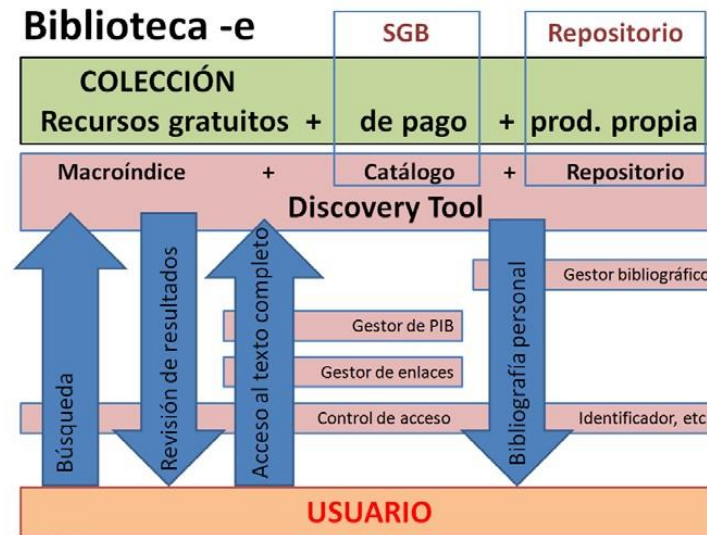 Biblioteca -e
SGB
Repositorio
COLECCIÓN
Recursos gratuitos + de pago + prod. propia
Macroíndice + Catálogo + Repositorio
Discovery Tool
Búsqueda
Revisión de resultados
Acceso al texto completo
Bibliografía personal
Gestor bibliográfico
Gestor de PIB
Gestor de enlaces
Control de acceso
Identificador, etc
USUARIO